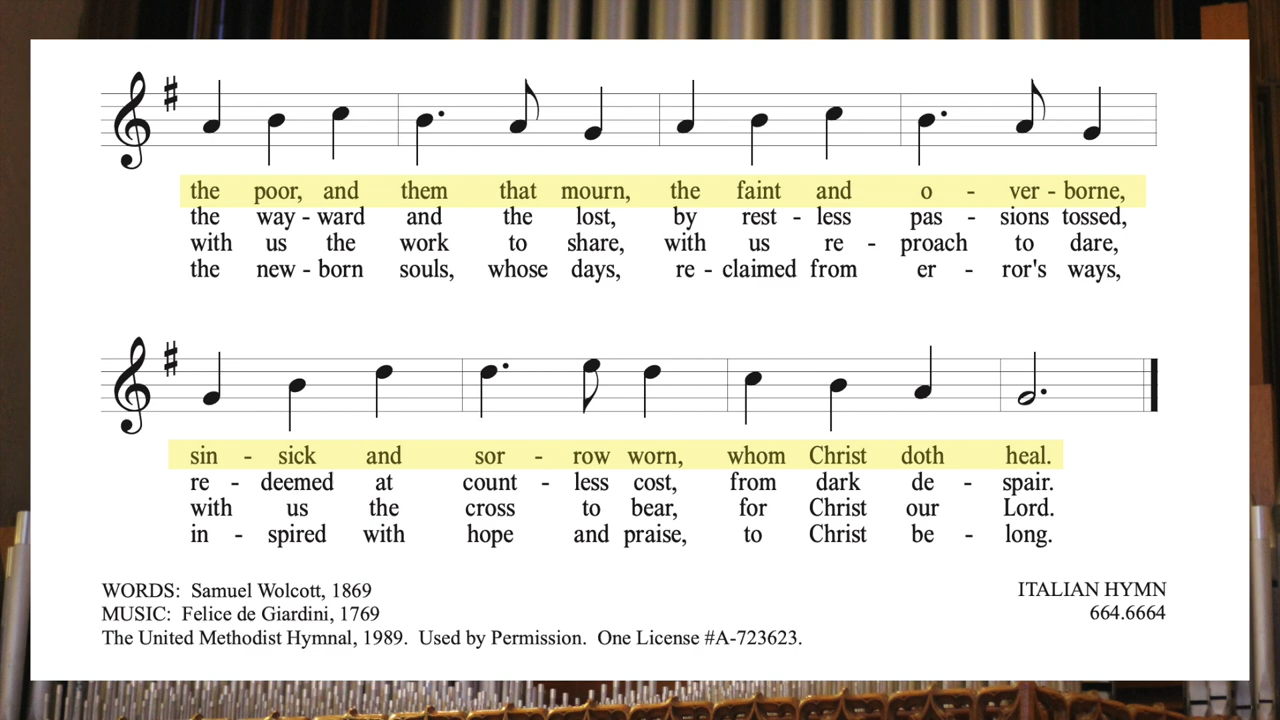 the poor, and them that mourn, the faint and o - ver - borne,
the way - ward and the lost, by rest - less pas - sions tossed,
with us the work to share, with us re - proach to dare,
the new - born souls, whose days, re - claimed from er - ror's ways,
sin - sick and sor - row worn, whom Christ doth heal.
re - deemed at count - less cost, from dark de - spair.
with us the cross to bear, for Christ our Lord.
in - spired with hope and praise, to Christ be - long.
WORDS: Samuel Wolcott, 1869
ITALIAN HYMN
MUSIC: Felice de Giardini, 1769
664.6664
The United Methodist Hymnal, 1989. Used by Permission. One License #A-723623.